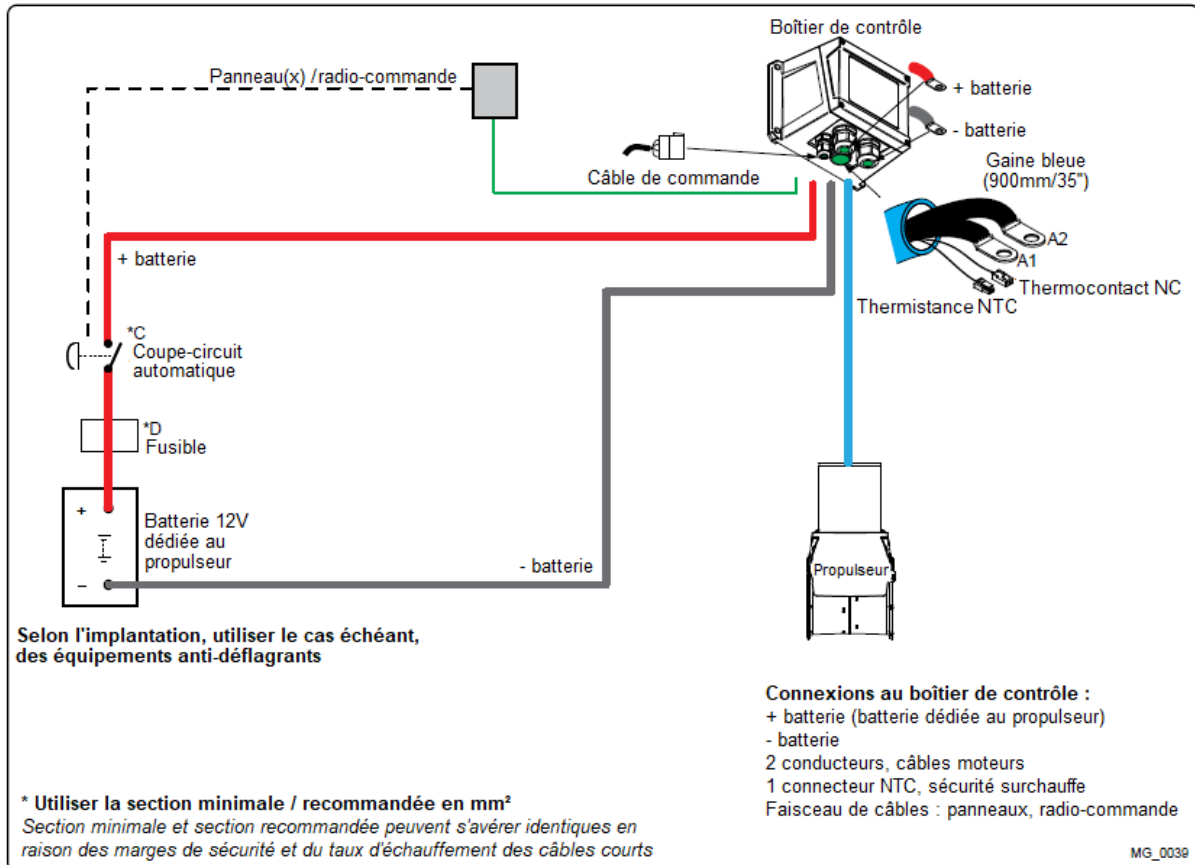 Boîtier de contrôle
Panneau(x) /radio-commande
+ batterie
- batterie
Câble de commande
Gaine bleue
(900mm/35")
A2
A1
Thermocontact NC
Thermistance NTC
+ batterie
*C
Coupe-circuit
automatique
*D
Fusible
+
Batterie 12V
dédiée au
propulseur
-
- batterie
Propulseur
Selon l'implantation, utiliser le cas échéant,
des équipements anti-déflagrants
Connexions au boîtier de contrôle :
+ batterie (batterie dédiée au propulseur)
- batterie
2 conducteurs, câbles moteurs
1 connecteur NTC, sécurité surchauffe
Faisceau de câbles : panneaux, radio-commande
* Utiliser la section minimale / recommandée en mm²
Section minimale et section recommandée peuvent s'avérer identiques en
raison des marges de sécurité et du taux d'échauffement des câbles courts
MG_0039